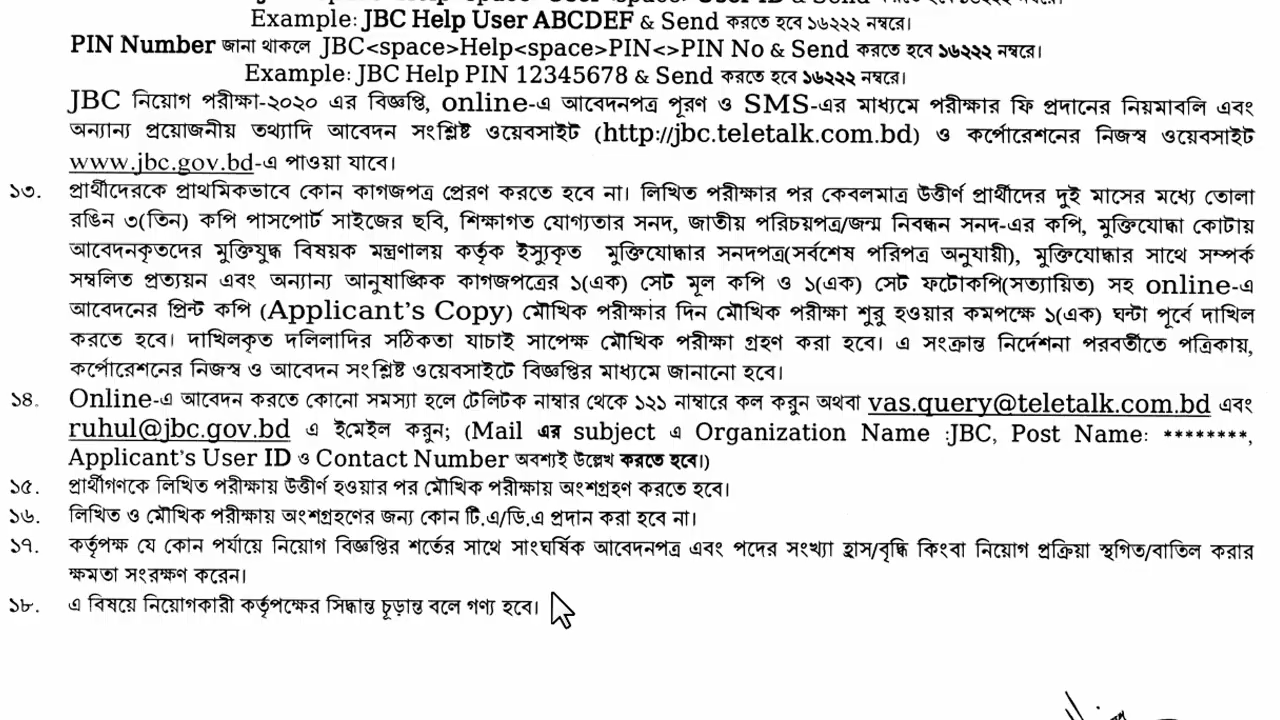 Example: JBC Help User ABCDEF & Send করতে হবে ১৬২২২ নম্বরে।
PIN Number জানা থাকলে JBC<space>Help<space>PIN<>PIN No & Send করতে হবে ১৬২২২ নম্বরে।
Example: JBC Help PIN 12345678 & Send করতে হবে ১৬২২২ নম্বরে।
JBC নিয়োগ পরীক্ষা-২০২০ এর বিজ্ঞপ্তি, online-এ আবেদনপত্র পূরণ ও SMS-এর মাধ্যমে পরীক্ষার ফি প্রদানের নিয়মাবলি এবং
অন্যান্য প্রয়োজনীয় তথ্যাদি আবেদন সংশ্লিষ্ট ওয়েবসাইট (http://jbc.teletalk.com.bd) ও কর্পোরেশনের নিজস্ব ওয়েবসাইট
www.jbc.gov.bd-এ পাওয়া যাবে।
১৩. প্রার্থীদেরকে প্রাথমিকভাবে কোন কাগজপত্র প্রেরণ করতে হবে না। লিখিত পরীক্ষার পর কেবলমাত্র উত্তীর্ণ প্রার্থীদের দুই মাসের মধ্যে তোলা
রঙিন ৩(তিন) কপি পাসপোর্ট সাইজের ছবি, শিক্ষাগত যোগ্যতার সনদ, জাতীয় পরিচয়পত্র/জন্ম নিবন্ধন সনদ-এর কপি, মুক্তিযোদ্ধা কোটায়
আবেদনকৃতদের মুক্তিযুদ্ধ বিষয়ক মন্ত্রণালয় কর্তৃক ইস্যুকৃত মুক্তিযোদ্ধার সনদপত্র(সর্বশেষ পরিপত্র অনুযায়ী), মুক্তিযোদ্ধার সাথে সম্পর্ক
সম্বলিত প্রত্যয়ন এবং অন্যান্য আনুষাঙ্গিক কাগজপত্রের ১(এক) সেট মূল কপি ও ১(এক) সেট ফটোকপি(সত্যায়িত) সহ online-এ
আবেদনের প্রিন্ট কপি (Applicant's Copy) মৌখিক পরীক্ষার দিন মৌখিক পরীক্ষা শুরু হওয়ার কমপক্ষে ১(এক) ঘন্টা পূর্বে দাখিল
করতে হবে। দাখিলকৃত দলিলাদির সঠিকতা যাচাই সাপেক্ষ মৌখিক পরীক্ষা গ্রহণ করা হবে। এ সংক্রান্ত নির্দেশনা পরবর্তীতে পত্রিকায়,
কর্পোরেশনের নিজস্ব ও আবেদন সংশ্লিষ্ট ওয়েবসাইটে বিজ্ঞপ্তির মাধ্যমে জানানো হবে।
১৪. Online-এ আবেদন করতে কোনো সমস্যা হলে টেলিটক নাম্বার থেকে ১২১ নাম্বারে কল করুন অথবা vas.query@teletalk.com.bd এবং
ruhul@jbc.gov.bd এ ইমেইল করুন; (Mail এর subject এ Organization Name :JBC, Post Name: ********,
Applicant's User ID ও Contact Number অবশ্যই উল্লেখ করতে হবে।)
১৫. প্রার্থীগণকে লিখিত পরীক্ষায় উত্তীর্ণ হওয়ার পর মৌখিক পরীক্ষায় অংশগ্রহণ করতে হবে।
১৬. লিখিত ও মৌখিক পরীক্ষায় অংশগ্রহণের জন্য কোন টি.এ/ডি.এ প্রদান করা হবে না।
১৭. কর্তৃপক্ষ যে কোন পর্যায়ে নিয়োগ বিজ্ঞপ্তির শর্তের সাথে সাংঘর্ষিক আবেদনপত্র এবং পদের সংখ্যা হ্রাস/বৃদ্ধি কিংবা নিয়োগ প্রক্রিয়া স্থগিত/বাতিল করার
ক্ষমতা সংরক্ষণ করেন।
১৮. এ বিষয়ে নিয়োগকারী কর্তৃপক্ষের সিদ্ধান্ত চূড়ান্ত বলে গণ্য হবে।